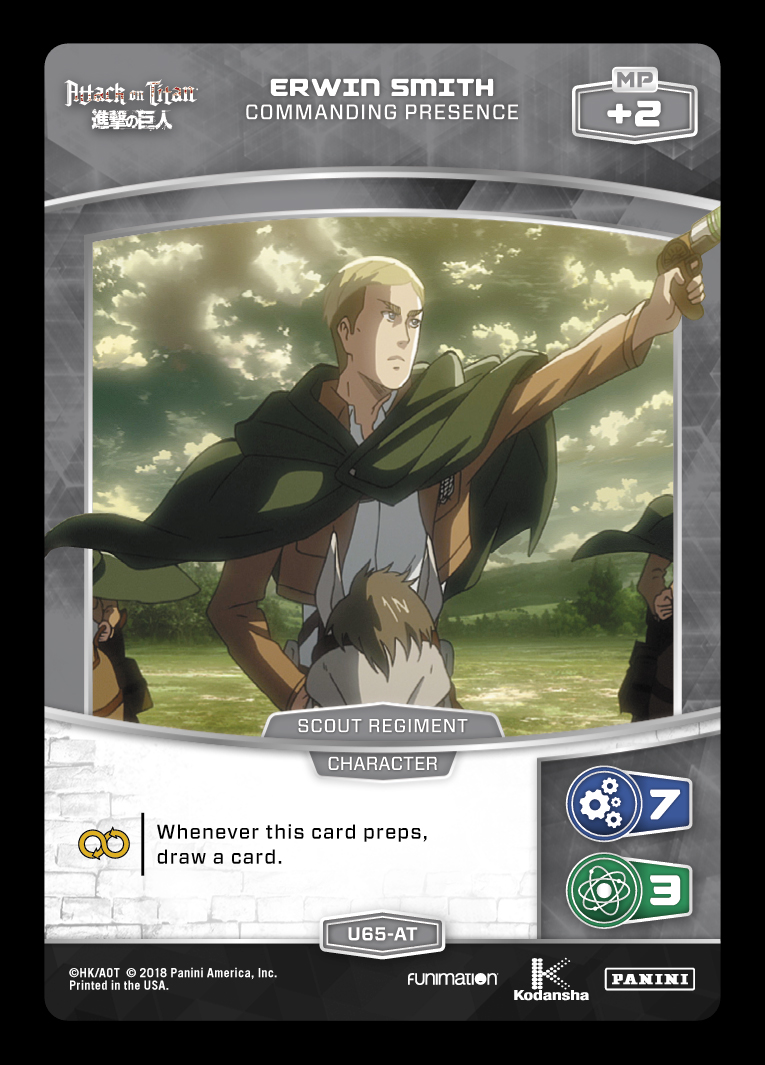 Attack on Titan
進撃の巨人
ERWIN SMITH
COMMANDING PRESENCE
MP
+2
SCOUT REGIMENT
CHARACTER
Whenever this card preps,
draw a card.
7
3
U65-AT
©HK/AOT © 2018 Panini America, Inc.
Printed in the USA.
FUNIMATION
Kodansha
PANINI